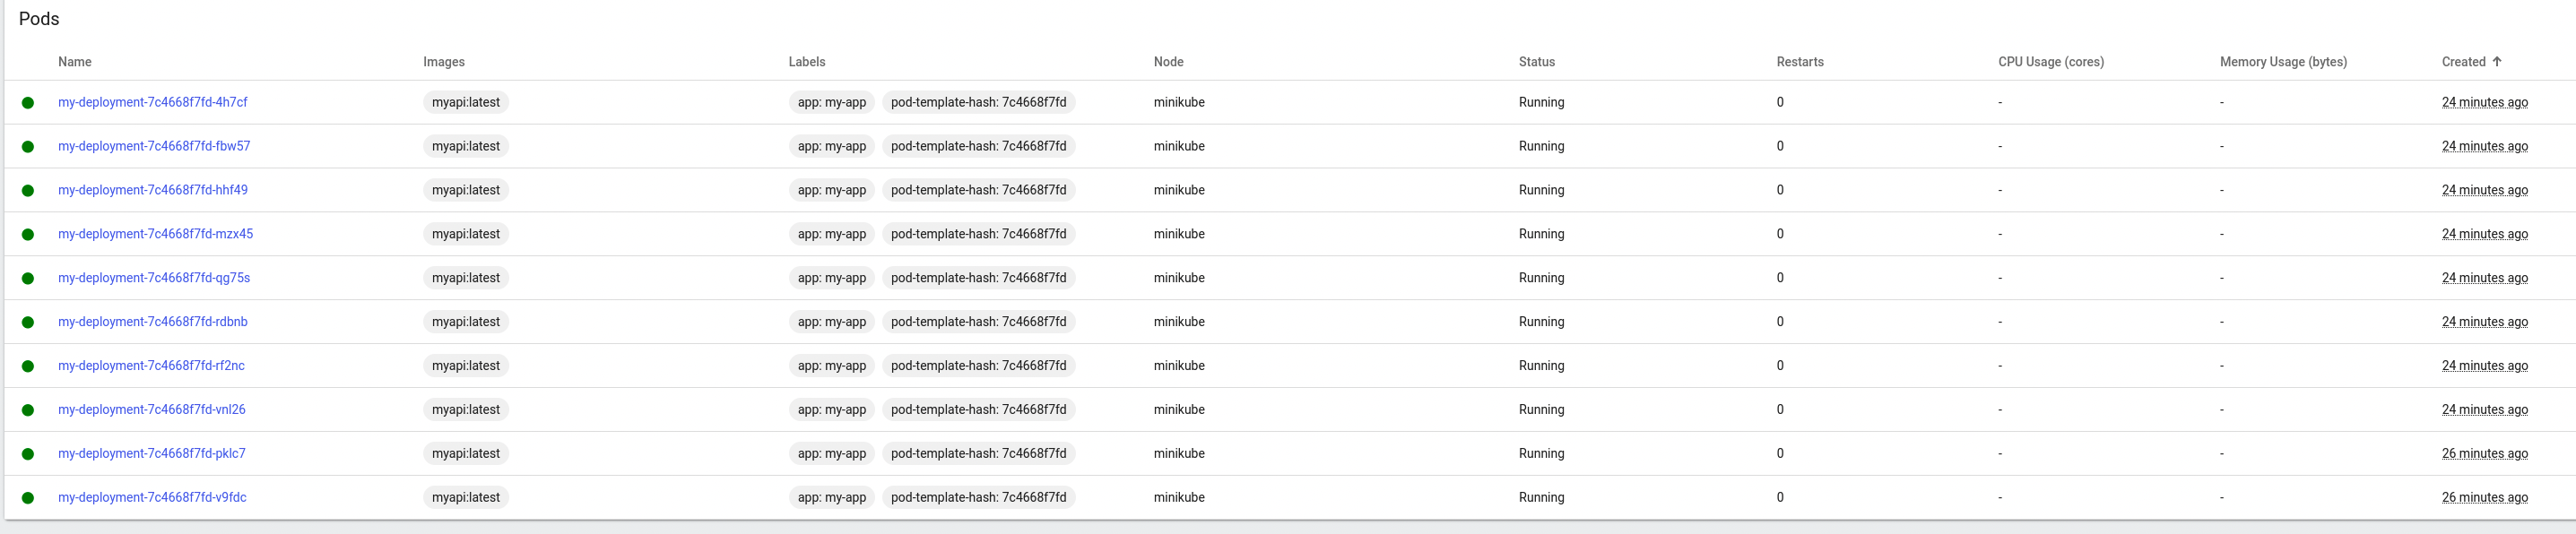 Pods
Name Images Labels Node Status Restarts CPU Usage (cores) Memory Usage (bytes) Created ↑
my-deployment-7c4668f7fd-4h7cf myapi:latest app: my-app pod-template-hash: 7c4668f7fd minikube Running 0 - - 24 minutes ago
my-deployment-7c4668f7fd-fbw57 myapi:latest app: my-app pod-template-hash: 7c4668f7fd minikube Running 0 - - 24 minutes ago
my-deployment-7c4668f7fd-hhf49 myapi:latest app: my-app pod-template-hash: 7c4668f7fd minikube Running 0 - - 24 minutes ago
my-deployment-7c4668f7fd-mzx45 myapi:latest app: my-app pod-template-hash: 7c4668f7fd minikube Running 0 - - 24 minutes ago
my-deployment-7c4668f7fd-qg75s myapi:latest app: my-app pod-template-hash: 7c4668f7fd minikube Running 0 - - 24 minutes ago
my-deployment-7c4668f7fd-rdbnb myapi:latest app: my-app pod-template-hash: 7c4668f7fd minikube Running 0 - - 24 minutes ago
my-deployment-7c4668f7fd-rf2nc myapi:latest app: my-app pod-template-hash: 7c4668f7fd minikube Running 0 - - 24 minutes ago
my-deployment-7c4668f7fd-vnl26 myapi:latest app: my-app pod-template-hash: 7c4668f7fd minikube Running 0 - - 24 minutes ago
my-deployment-7c4668f7fd-pklc7 myapi:latest app: my-app pod-template-hash: 7c4668f7fd minikube Running 0 - - 26 minutes ago
my-deployment-7c4668f7fd-v9fdc myapi:latest app: my-app pod-template-hash: 7c4668f7fd minikube Running 0 - - 26 minutes ago